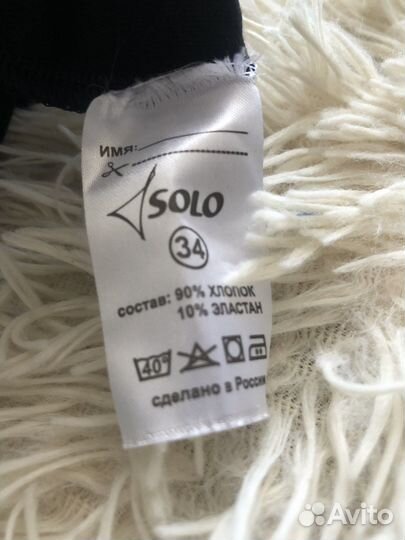 ИМЯ:
SOLO
34
состав: 90% ХЛОПОК
10% ЭЛАСТАН
40°
сделано в России
Avito